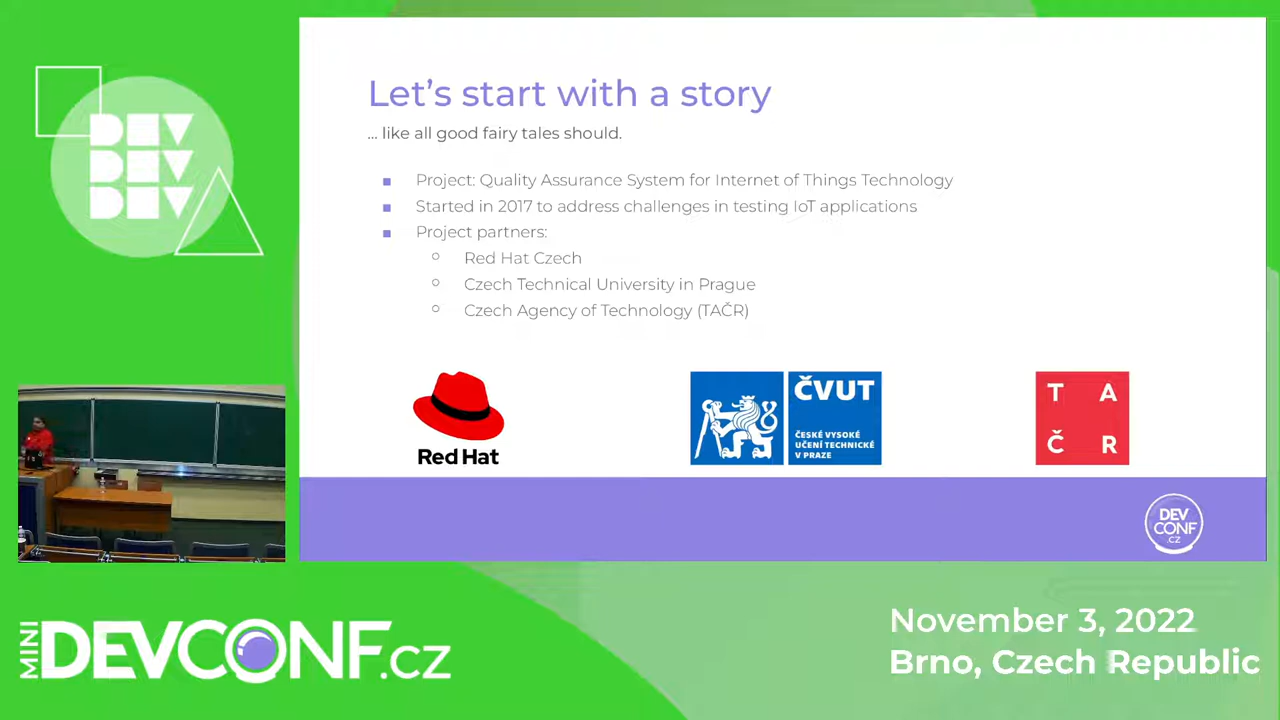 DEV
DEV
DEV
Let's start with a story
... like all good fairy tales should.
Project: Quality Assurance System for Internet of Things Technology
Started in 2017 to address challenges in testing IoT applications
Project partners:
Red Hat Czech
Czech Technical University in Prague
Czech Agency of Technology (TAČR)
Red Hat
ČVUT
ČESKÉ VYSOKÉ
UČENÍ TECHNICKÉ
V PRAZE
T A
Č R
DEV
CONF
.CZ
MINI
DEVCONF.cz
November 3, 2022
Brno, Czech Republic